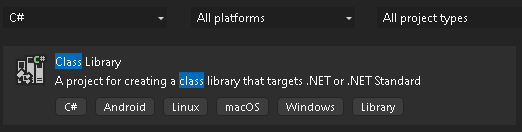 C# All platforms All project types
C#
Class Library
A project for creating a class library that targets .NET or .NET Standard
C# Android Linux macOS Windows Library